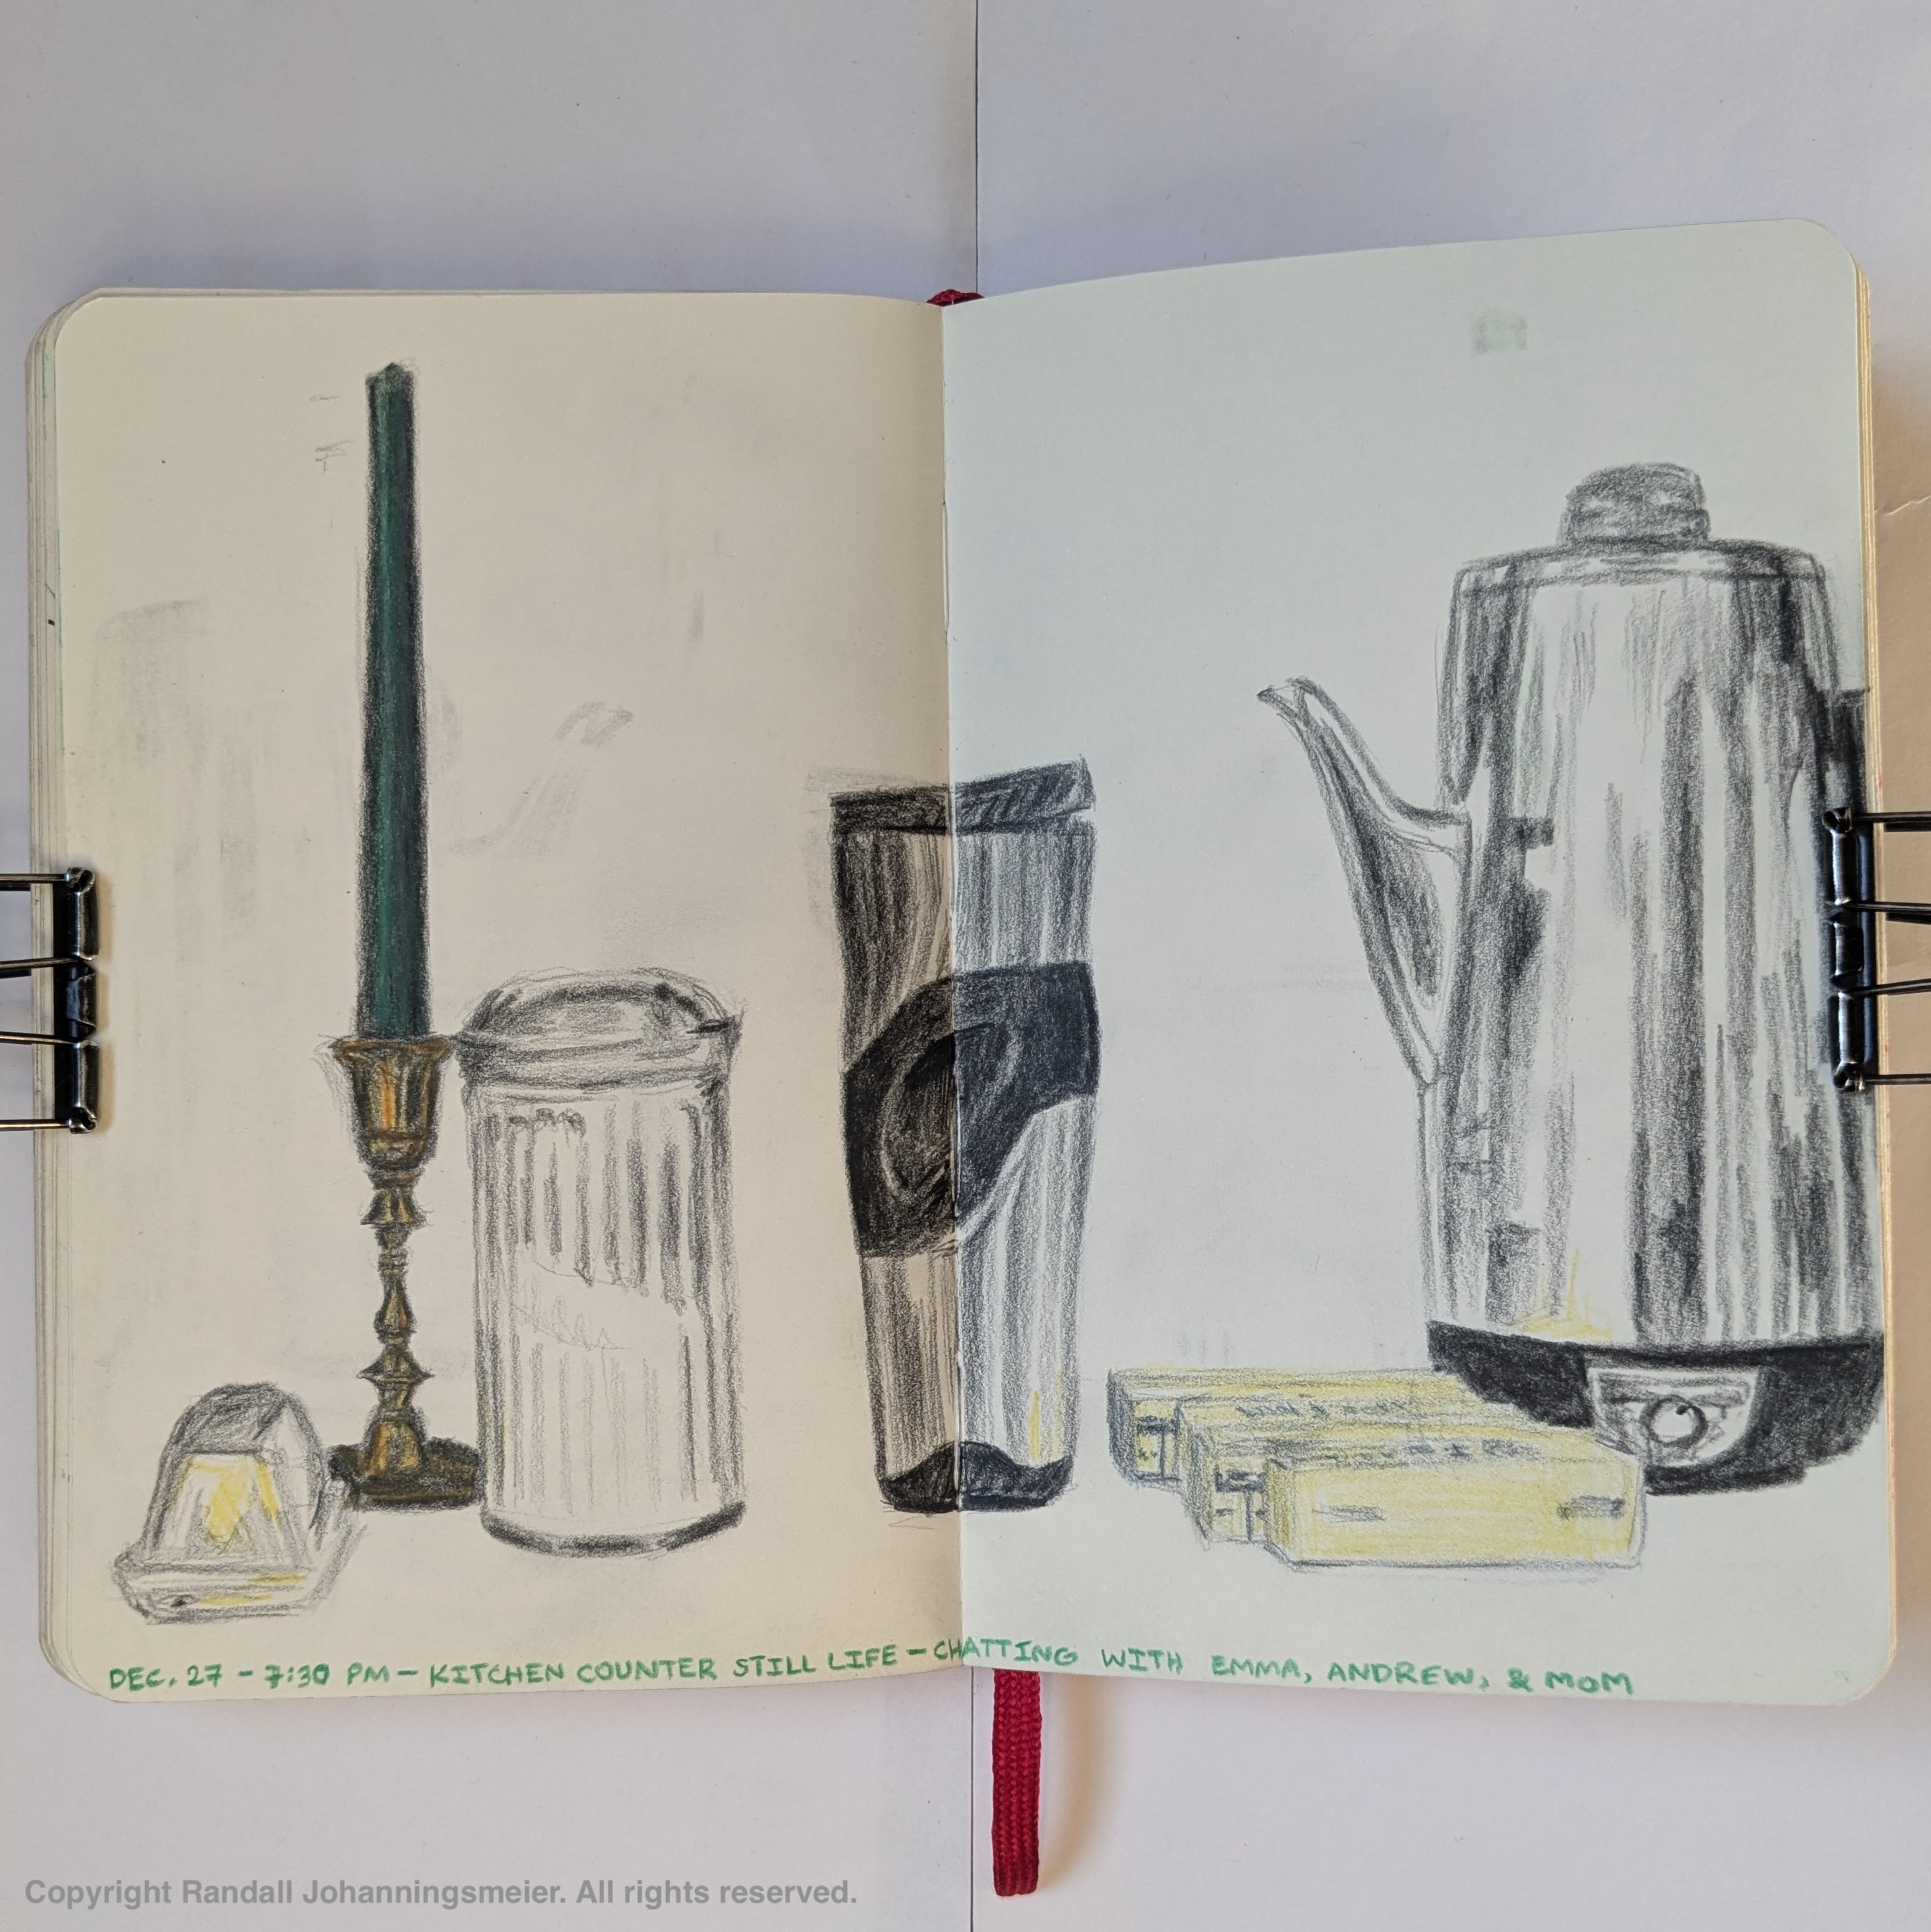 DEC. 27 - 7:30 PM - KITCHEN COUNTER STILL LIFE - CHATTING WITH EMMA, ANDREW, & MOM
Copyright Randall Johanningsmeier. All rights reserved.